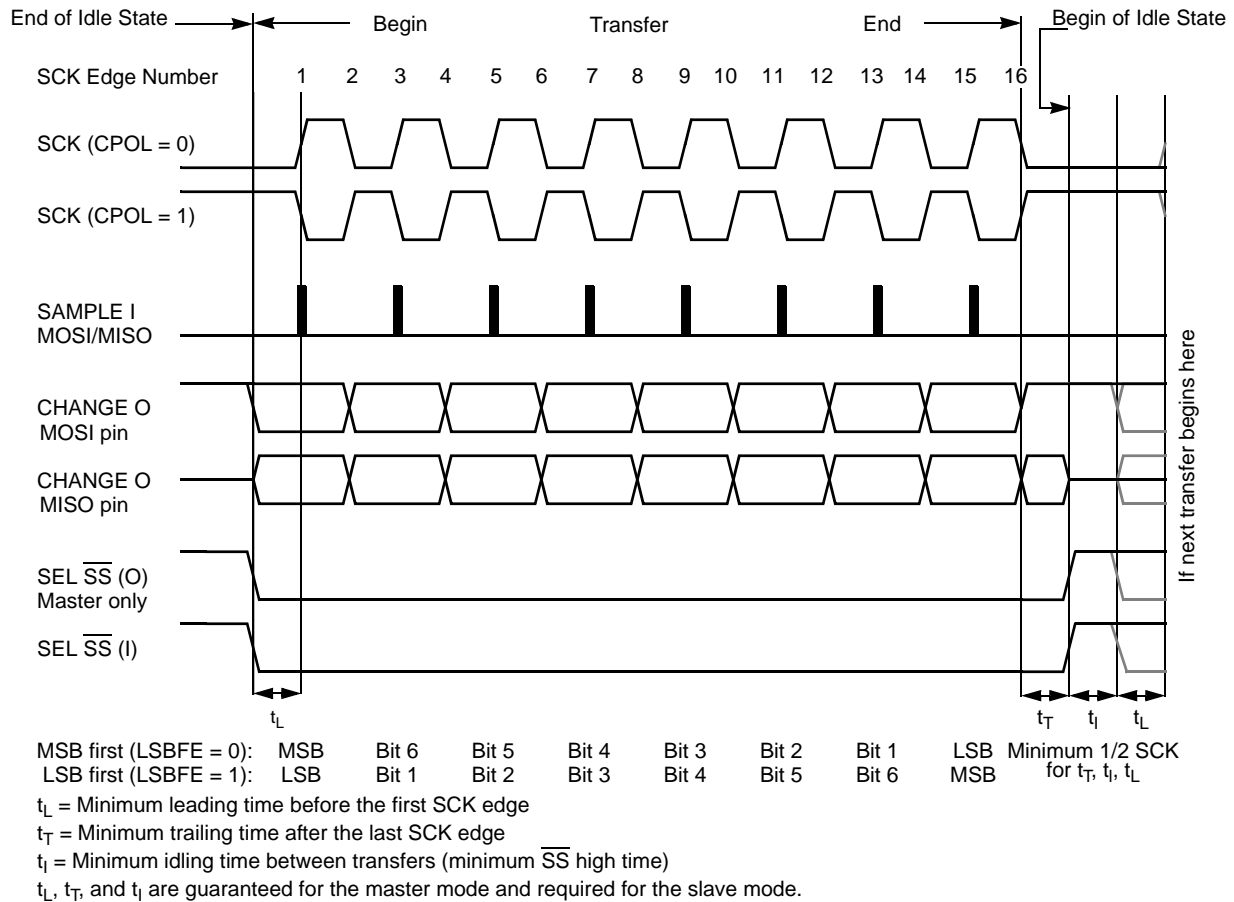 End of Idle State Begin Transfer End Begin of Idle State
SCK Edge Number 1 2 3 4 5 6 7 8 9 10 11 12 13 14 15 16
SCK (CPOL = 0)
SCK (CPOL = 1)
SAMPLE I
MOSI/MISO
CHANGE O
MOSI pin
CHANGE O
MISO pin
SEL S̅S̅ (O)
Master only
SEL S̅S̅ (I)
If next transfer begins here
tL tT tI tL
MSB first (LSBFE = 0): MSB Bit 6 Bit 5 Bit 4 Bit 3 Bit 2 Bit 1 LSB Minimum 1/2 SCK
LSB first (LSBFE = 1): LSB Bit 1 Bit 2 Bit 3 Bit 4 Bit 5 Bit 6 MSB for tT, tI, tL
tL = Minimum leading time before the first SCK edge
tT = Minimum trailing time after the last SCK edge
tI = Minimum idling time between transfers (minimum S̅S̅ high time)
tL, tT, and tI are guaranteed for the master mode and required for the slave mode.